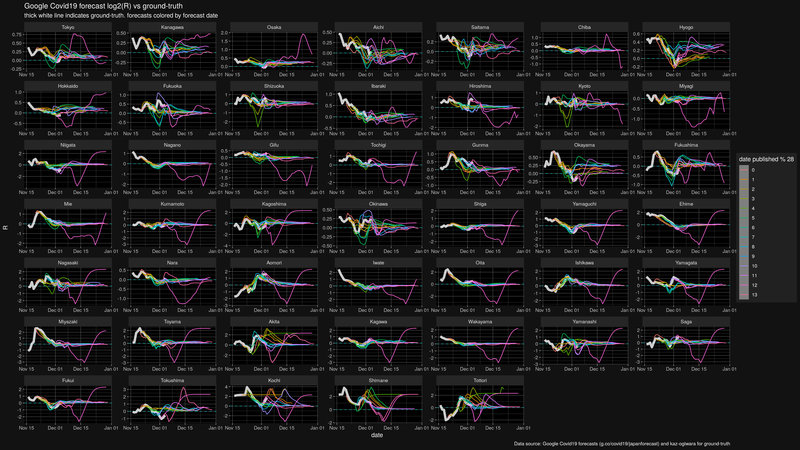 Google Covid19 forecast log2(R) vs ground-truth
thick white line indicates ground-truth. forecasts colored by forecast date
Tokyo Kanagawa Osaka Aichi Saitama Chiba Hyogo
Hokkaido Fukuoka Shizuoka Ibaraki Hiroshima Kyoto Miyagi
Niigata Nagano Gifu Tochigi Gunma Okayama Fukushima
Mie Kumamoto Kagoshima Okinawa Shiga Yamaguchi Ehime
Nagasaki Nara Aomori Iwate Oita Ishikawa Yamagata
Miyazaki Toyama Akita Kagawa Wakayama Yamanashi Saga
Fukui Tokushima Kochi Shimane Tottori
Nov 15 Dec 01 Dec 15 Jan 01
R
date
date published % 28
0
1
2
3
4
5
6
7
8
9
10
11
12
13
Data source: Google Covid19 forecasts (g.co/covid19/japanforecast) and kaz-ogiwara for ground-truth